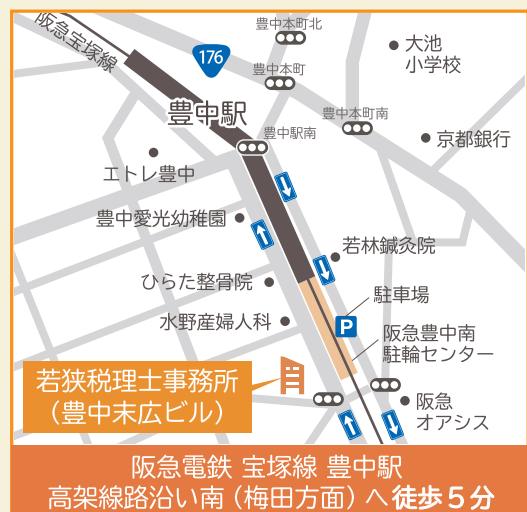 阪急宝塚線
176
豊中本町北
大池
小学校
豊中本町
豊中駅
豊中本町南
豊中駅南
京都銀行
エトレ豊中
豊中愛光幼稚園
若林鍼灸院
ひらた整骨院
駐車場
水野産婦人科
P
阪急豊中南
駐輪センター
若狭税理士事務所
（豊中末広ビル）
阪急
オアシス
阪急電鉄 宝塚線 豊中駅
高架線路沿い南（梅田方面）へ徒歩５分